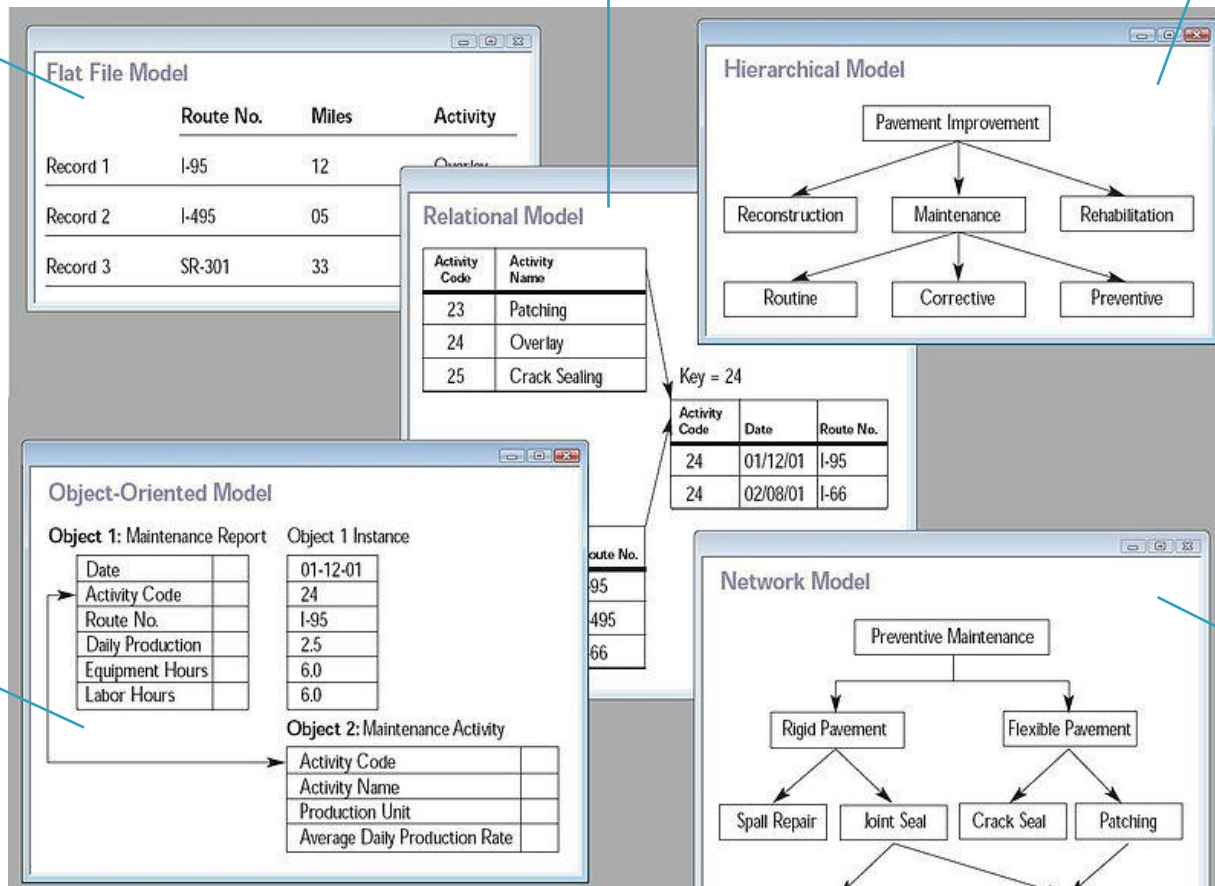 Flat File Model
Route No. Miles Activity
Record 1 I-95 12 Overlay
Record 2 I-495 05
Record 3 SR-301 33
Relational Model
Activity Code Activity Name
23 Patching
24 Overlay
25 Crack Sealing
Key = 24
Activity Code Date Route No.
24 01/12/01 I-95
24 02/08/01 I-66
Route No.
-95
-495
-66
Hierarchical Model
Pavement Improvement
Reconstruction Maintenance Rehabilitation
Routine Corrective Preventive
Object-Oriented Model
Object 1: Maintenance Report Object 1 Instance
Date 01-12-01
Activity Code 24
Route No. I-95
Daily Production 2.5
Equipment Hours 6.0
Labor Hours 6.0
Object 2: Maintenance Activity
Activity Code
Activity Name
Production Unit
Average Daily Production Rate
Network Model
Preventive Maintenance
Rigid Pavement Flexible Pavement
Spall Repair Joint Seal Crack Seal Patching